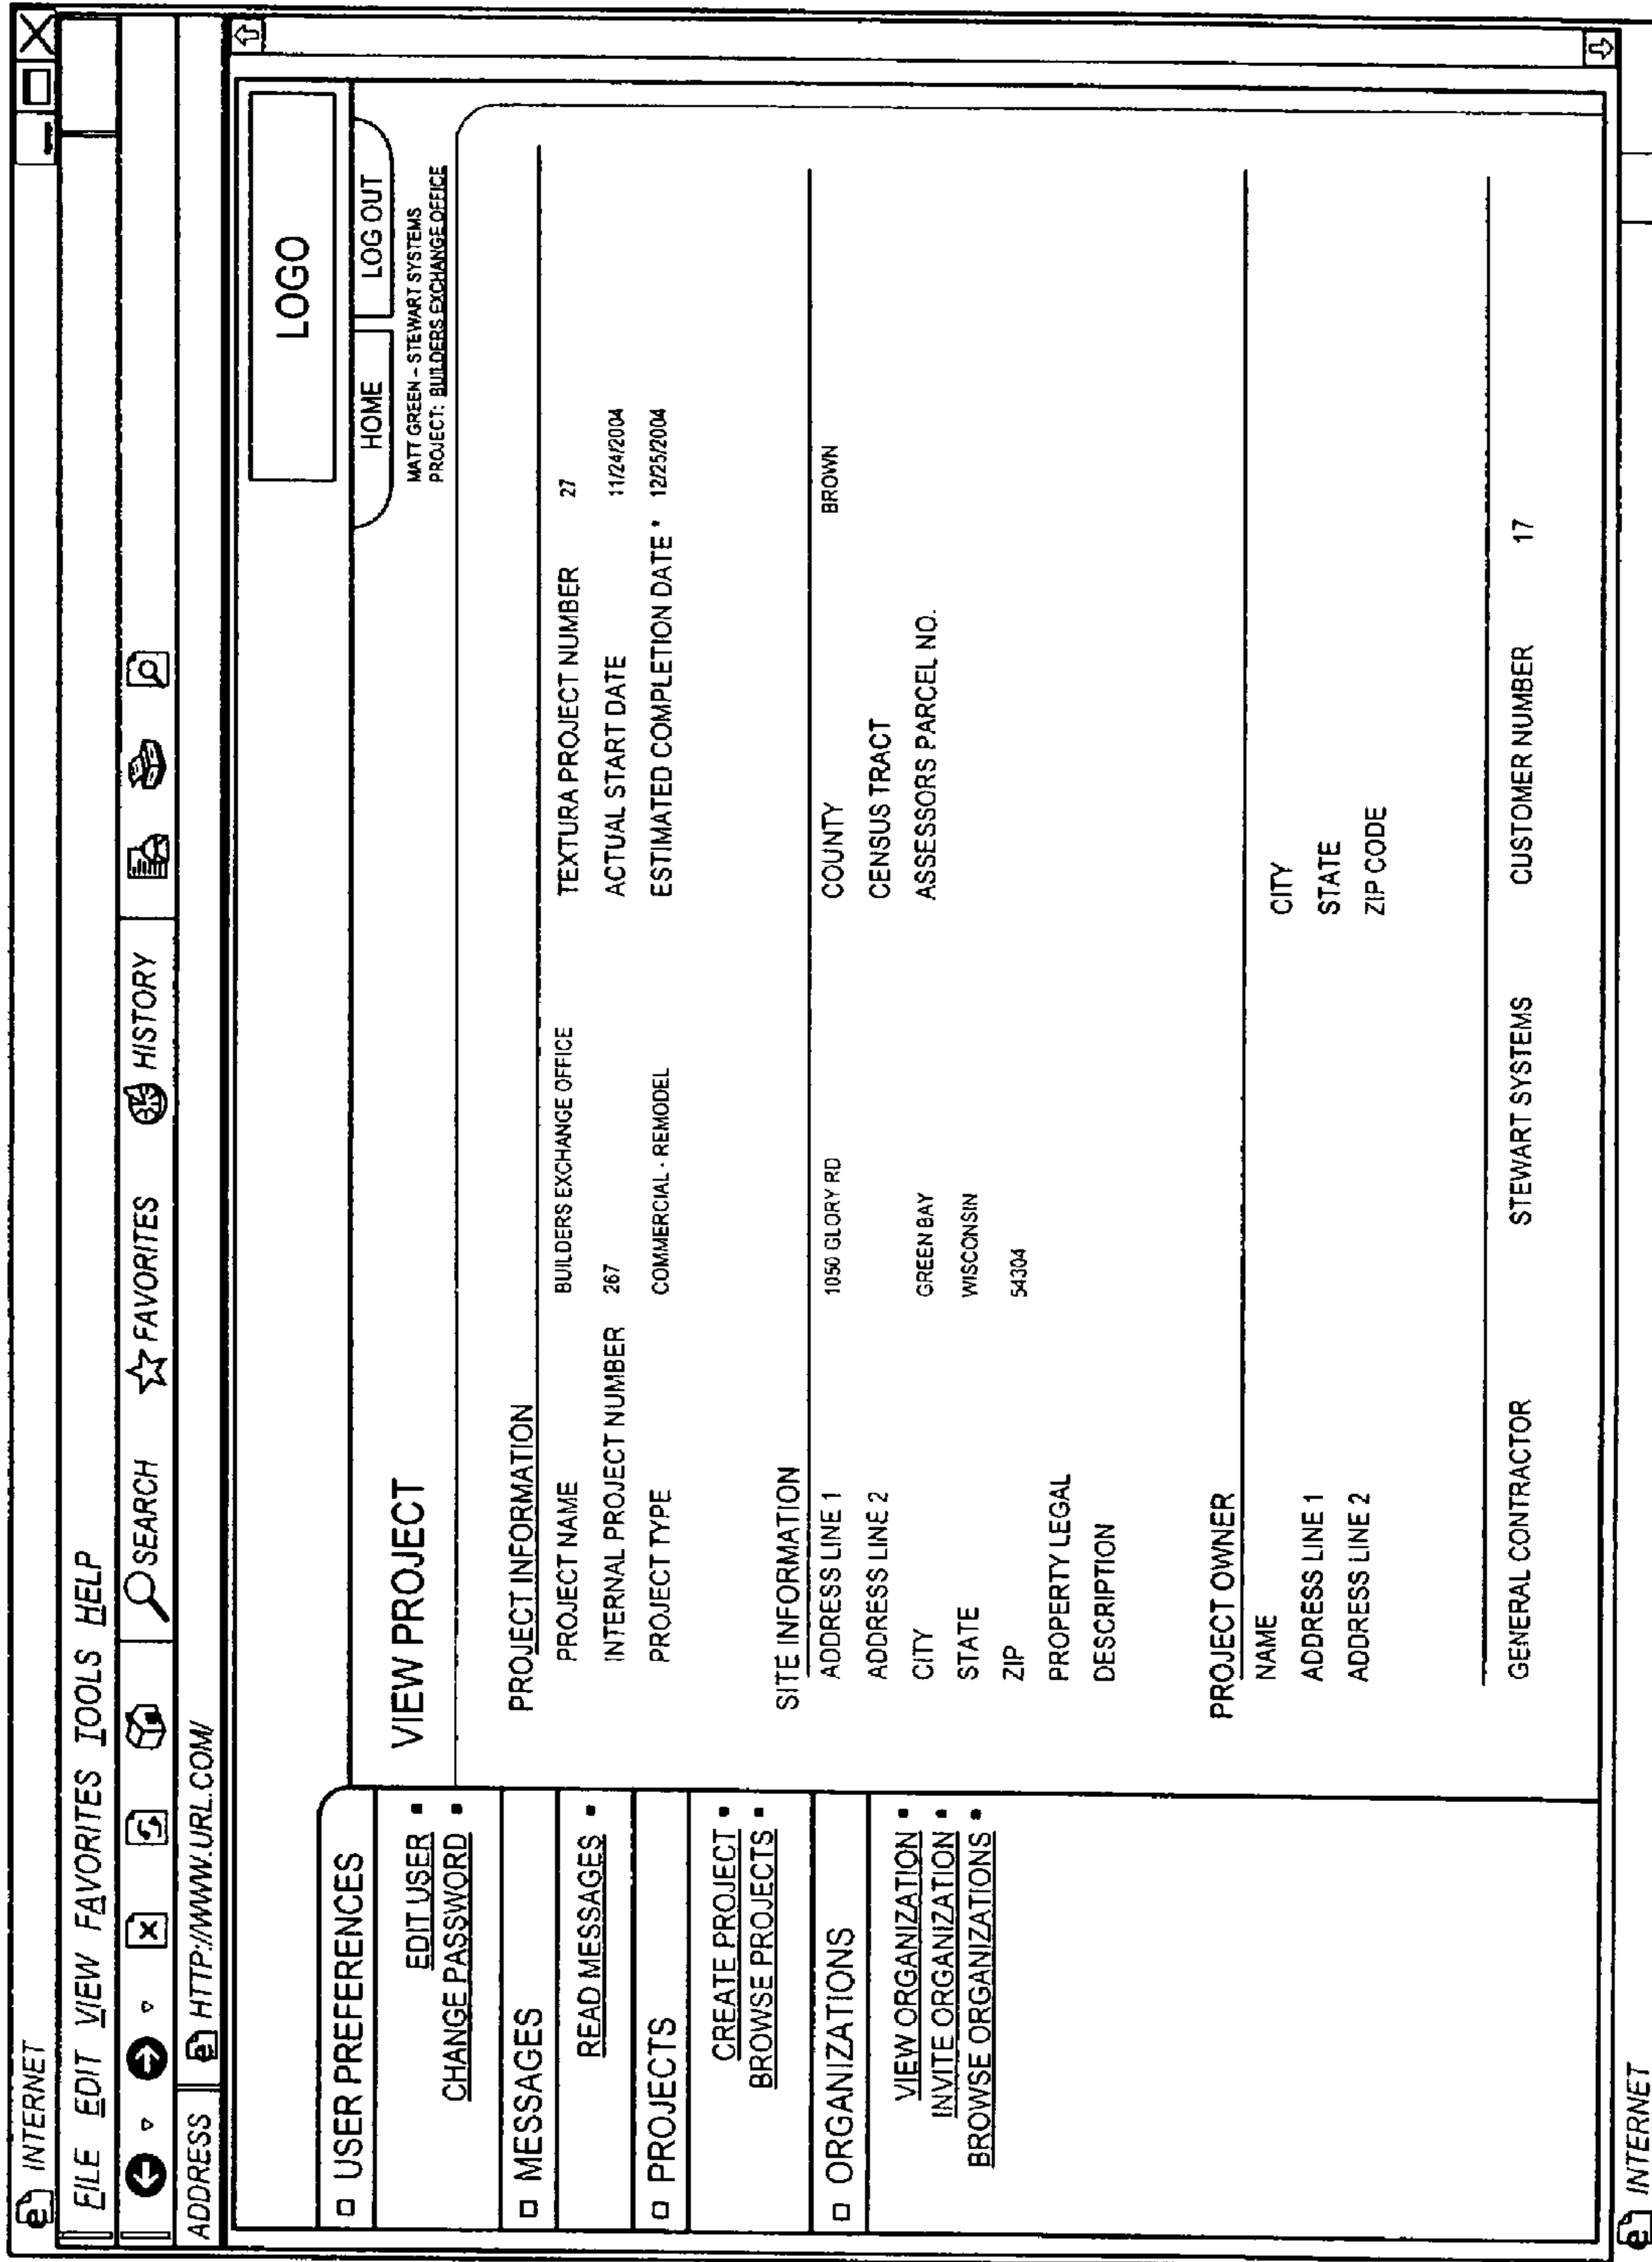 INTERNET
FILE EDIT VIEW FAVORITES TOOLS HELP
SEARCH FAVORITES HISTORY
ADDRESS HTTP://WWW.URL.COM/
LOGO
HOME LOG OUT
MATT GREEN - STEWART SYSTEMS
PROJECT: BUILDERS EXCHANGE OFFICE
USER PREFERENCES
EDIT USER
CHANGE PASSWORD
MESSAGES
READ MESSAGES
PROJECTS
CREATE PROJECT
BROWSE PROJECTS
ORGANIZATIONS
VIEW ORGANIZATION
INVITE ORGANIZATION
BROWSE ORGANIZATIONS
VIEW PROJECT
PROJECT INFORMATION
PROJECT NAME BUILDERS EXCHANGE OFFICE TEXTURA PROJECT NUMBER 27
INTERNAL PROJECT NUMBER 267 ACTUAL START DATE 11/24/2004
PROJECT TYPE COMMERCIAL - REMODEL ESTIMATED COMPLETION DATE * 12/25/2004
SITE INFORMATION
ADDRESS LINE 1 1050 GLORY RD COUNTY BROWN
ADDRESS LINE 2 CENSUS TRACT
CITY GREEN BAY ASSESSORS PARCEL NO.
STATE WISCONSIN
ZIP 54304
PROPERTY LEGAL
DESCRIPTION
PROJECT OWNER
NAME CITY
ADDRESS LINE 1 STATE
ADDRESS LINE 2 ZIP CODE
GENERAL CONTRACTOR STEWART SYSTEMS CUSTOMER NUMBER 17
INTERNET